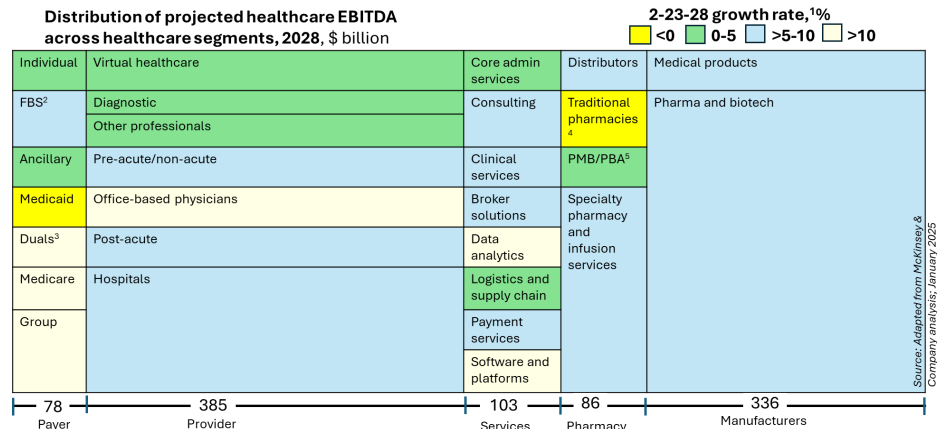 Distribution of projected healthcare EBITDA
across healthcare segments, 2028, $ billion
2-23-28 growth rate,¹%
<0
0-5
>5-10
>10
Individual
Virtual healthcare
Core admin
services
Distributors
Medical products
FBS²
Diagnostic
Other professionals
Consulting
Traditional
pharmacies
4
Pharma and biotech
Ancillary
Pre-acute/non-acute
Clinical
services
PMB/PBA⁵
Medicaid
Office-based physicians
Broker
solutions
Specialty
pharmacy
and
infusion
services
Duals³
Post-acute
Data
analytics
Medicare
Hospitals
Logistics and
supply chain
Group
Payment
services
Software and
platforms
Source: Adapted from McKinsey &
Company analysis; January 2025
78
385
103
86
336
Paver
Provider
Services
Pharmacy
Manufacturers